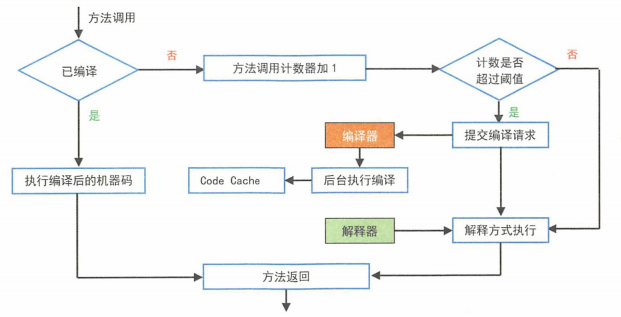 方法调用
已编译
否
方法调用计数器加 1
计数是否
超过阈值
否
是
是
编译器
提交编译请求
执行编译后的机器码
Code Cache
后台执行编译
解释器
解释方式执行
方法返回